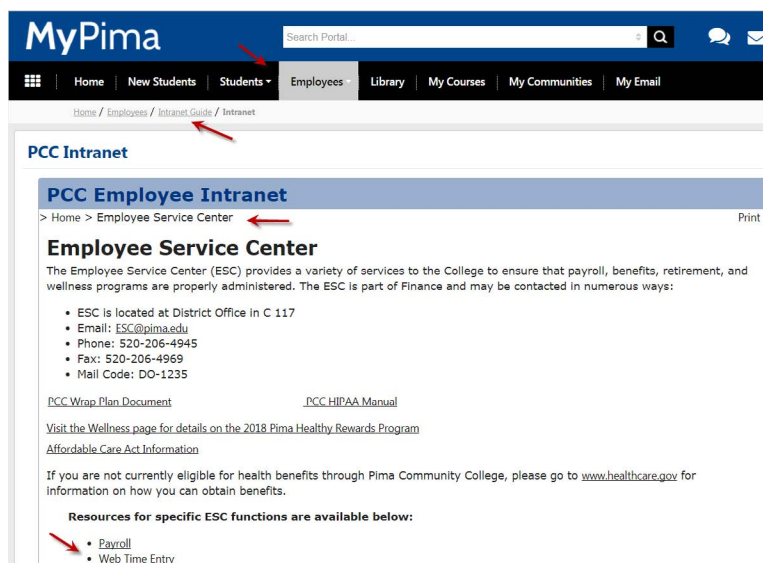 MyPima
Search Portal...
Home New Students Students Employees Library My Courses My Communities My Email
Home / Employees / Intranet Guide / Intranet
PCC Intranet
PCC Employee Intranet
> Home > Employee Service Center Print
Employee Service Center
The Employee Service Center (ESC) provides a variety of services to the College to ensure that payroll, benefits, retirement, and
wellness programs are properly administered. The ESC is part of Finance and may be contacted in numerous ways:
• ESC is located at District Office in C 117
• Email: ESC@pima.edu
• Phone: 520-206-4945
• Fax: 520-206-4969
• Mail Code: DO-1235
PCC Wrap Plan Document PCC HIPAA Manual
Visit the Wellness page for details on the 2018 Pima Healthy Rewards Program
Affordable Care Act Information
If you are not currently eligible for health benefits through Pima Community College, please go to www.healthcare.gov for
information on how you can obtain benefits.
Resources for specific ESC functions are available below:
• Payroll
• Web Time Entry